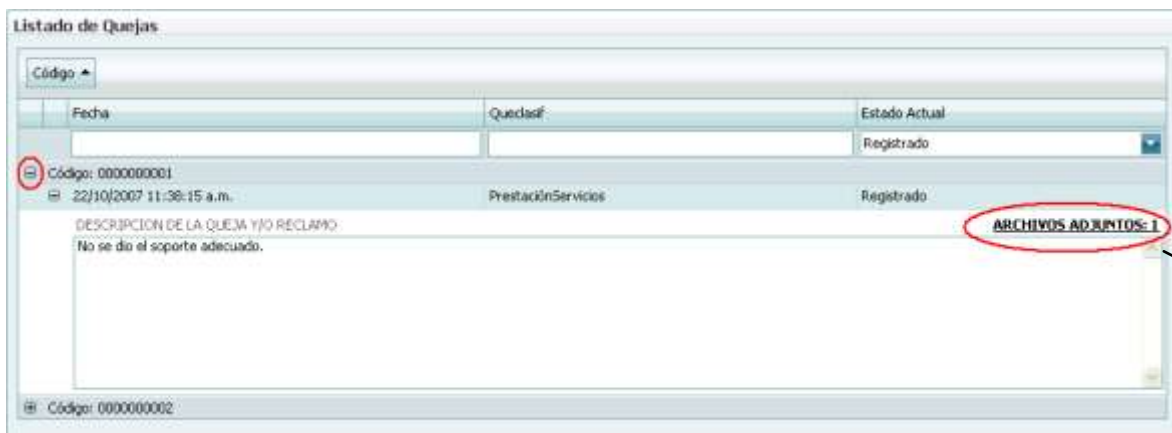 Listado de Quejas
Código
Fecha Queclasif Estado Actual
Registrado
Código: 0000000001
22/10/2007 11:38:15 a.m. PrestaciónServicios Registrado
DESCRIPCION DE LA QUEJA Y/O RECLAMO ARCHIVOS ADJUNTOS: 1
No se dio el soporte adecuado.
Código: 0000000002